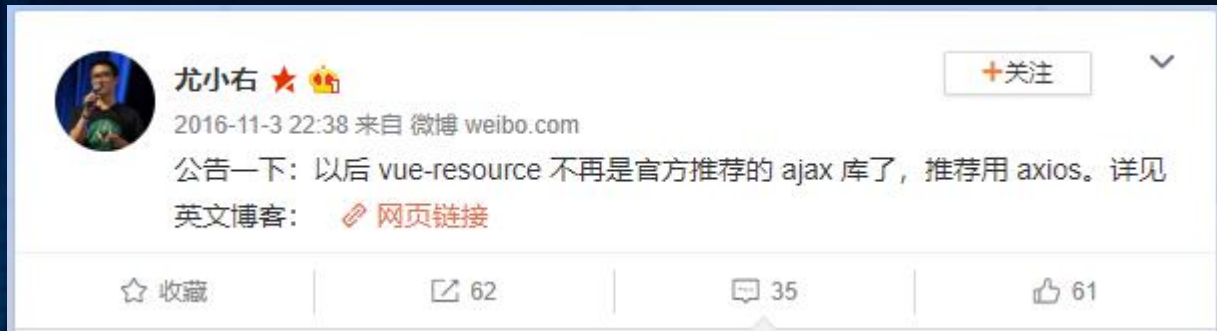 尤小右
+关注
2016-11-3 22:38 来自 微博 weibo.com
公告一下：以后 vue-resource 不再是官方推荐的 ajax 库了，推荐用 axios。详见
英文博客： 网页链接
收藏 62 35 61